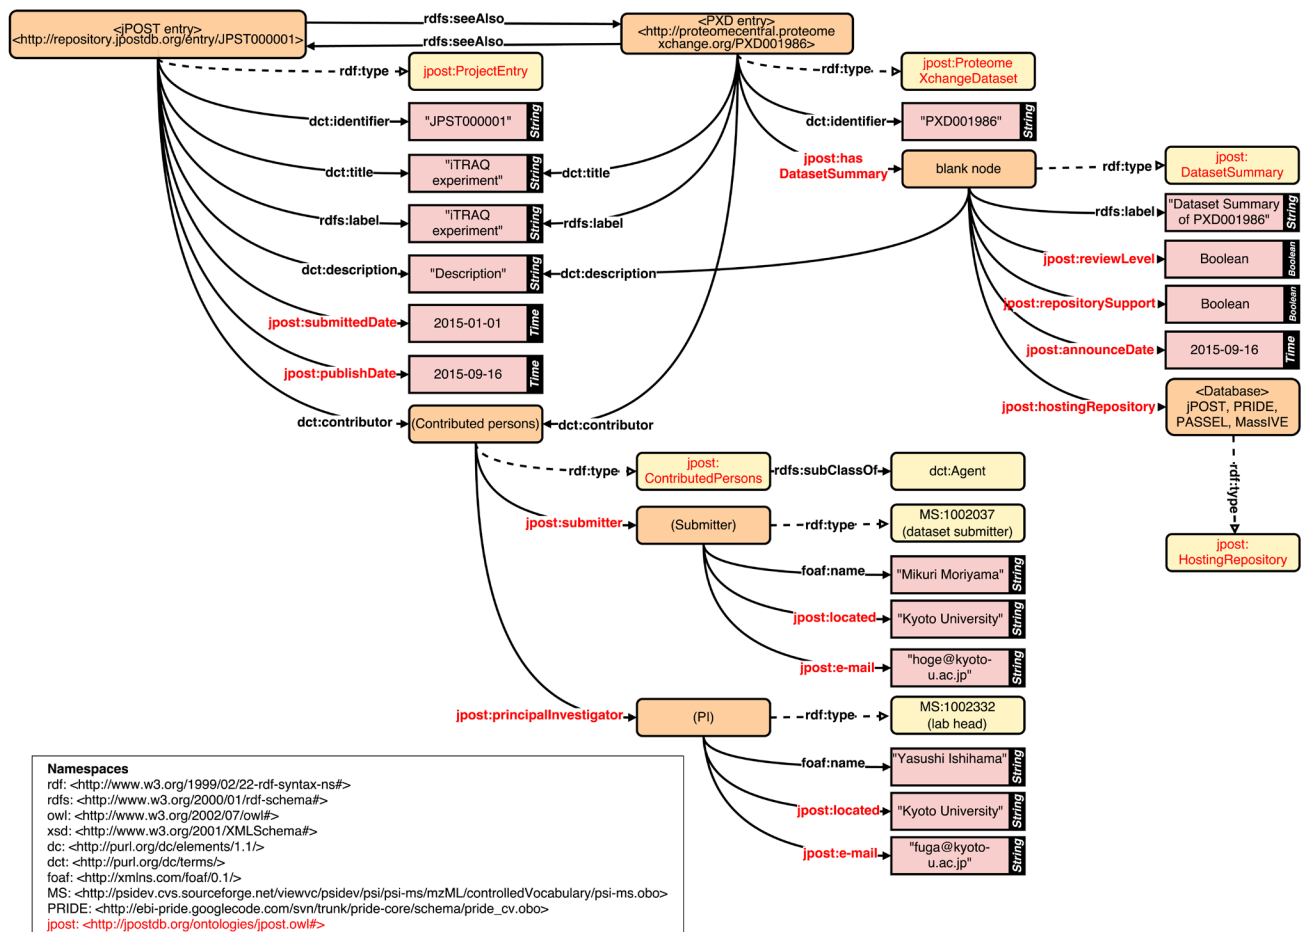 <jPOST entry>
<http://repository.jpostdb.org/entry/JPST000001>
rdfs:seeAlso
rdfs:seeAlso
<PXD entry>
<http://proteomecentral.proteome
xchange.org/PXD001986>
rdf:type
jpost:ProjectEntry
rdf:type
jpost:Proteome
XchangeDataset
dct:identifier
"JPST000001"
String
dct:identifier
"PXD001986"
String
dct:title
"iTRAQ
experiment"
String
dct:title
jpost:has
DatasetSummary
blank node
rdf:type
jpost:
DatasetSummary
rdfs:label
"iTRAQ
experiment"
String
rdfs:label
rdfs:label
"Dataset Summary
of PXD001986"
String
dct:description
"Description"
String
dct:description
jpost:reviewLevel
Boolean
Boolean
jpost:repositorySupport
Boolean
Boolean
jpost:submittedDate
2015-01-01
Time
jpost:announceDate
2015-09-16
Time
jpost:publishDate
2015-09-16
Time
jpost:hostingRepository
<Database>
jPOST, PRIDE,
PASSEL, MassIVE
dct:contributor
(Contributed persons)
dct:contributor
rdf:type
jpost:
HostingRepository
rdf:type
jpost:
ContributedPersons
rdfs:subClassOf
dct:Agent
jpost:submitter
(Submitter)
rdf:type
MS:1002037
(dataset submitter)
foaf:name
"Mikuri Moriyama"
String
jpost:located
"Kyoto University"
String
jpost:e-mail
"hoge@kyoto-
u.ac.jp"
String
jpost:principalInvestigator
(PI)
rdf:type
MS:1002332
(lab head)
foaf:name
"Yasushi Ishihama"
String
jpost:located
"Kyoto University"
String
jpost:e-mail
"fuga@kyoto-
u.ac.jp"
String
Namespaces
rdf: <http://www.w3.org/1999/02/22-rdf-syntax-ns#>
rdfs: <http://www.w3.org/2000/01/rdf-schema#>
owl: <http://www.w3.org/2002/07/owl#>
xsd: <http://www.w3.org/2001/XMLSchema#>
dc: <http://purl.org/dc/elements/1.1/>
dct: <http://purl.org/dc/terms/>
foaf: <http://xmlns.com/foaf/0.1/>
MS: <http://psidev.cvs.sourceforge.net/viewvc/psidev/psi/psi-ms/mzML/controlledVocabulary/psi-ms.obo>
PRIDE: <http://ebi-pride.googlecode.com/svn/trunk/pride-core/schema/pride_cv.obo>
jpost: <http://jpostdb.org/ontologies/jpost.owl#>